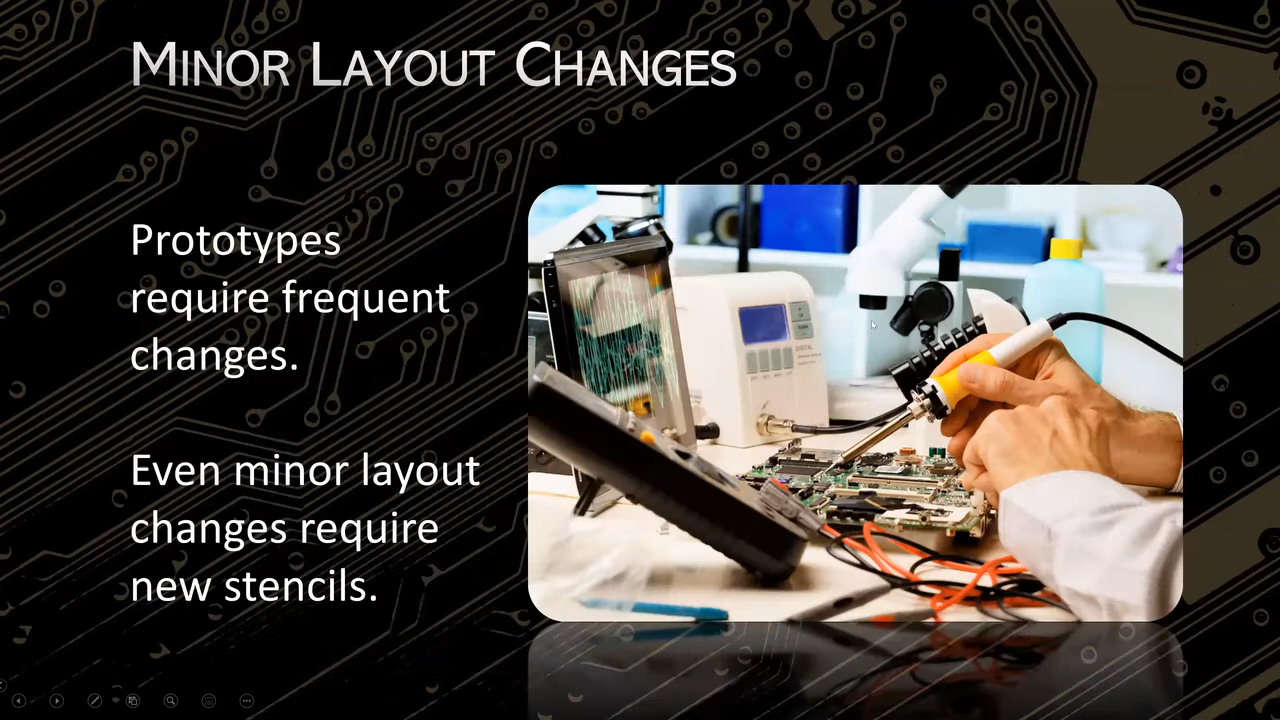 MINOR LAYOUT CHANGES
Prototypes
require frequent
changes.
Even minor layout
changes require
new stencils.